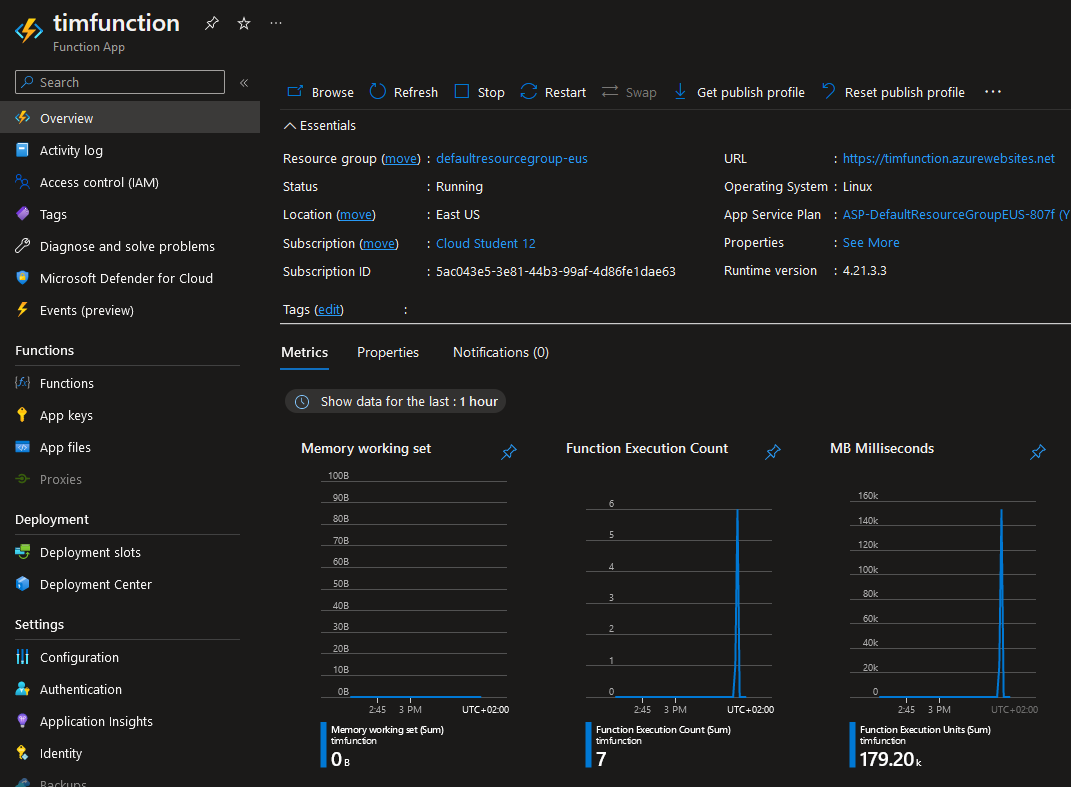 timfunction
Function App
Search
Overview
Activity log
Access control (IAM)
Tags
Diagnose and solve problems
Microsoft Defender for Cloud
Events (preview)
Functions
Functions
App keys
App files
Proxies
Deployment
Deployment slots
Deployment Center
Settings
Configuration
Authentication
Application Insights
Identity
Backups
Browse Refresh Stop Restart Swap Get publish profile Reset publish profile
Essentials
Resource group (move) : defaultresourcegroup-eus
Status : Running
Location (move) : East US
Subscription (move) : Cloud Student 12
Subscription ID : 5ac043e5-3e81-44b3-99af-4d86fe1dae63
Tags (edit) :
URL : https://timfunction.azurewebsites.net
Operating System : Linux
App Service Plan : ASP-DefaultResourceGroupEUS-807f (Y
Properties : See More
Runtime version : 4.21.3.3
Metrics Properties Notifications (0)
Show data for the last : 1 hour
Memory working set
100B
90B
80B
70B
60B
50B
40B
30B
20B
10B
0B
2:45 3 PM UTC+02:00
Memory working set (Sum)
timfunction
0 B
Function Execution Count
6
5
4
3
2
1
0
2:45 3 PM UTC+02:00
Function Execution Count (Sum)
timfunction
7
MB Milliseconds
160k
140k
120k
100k
80k
60k
40k
20k
0
2:45 3 PM UTC+02:00
Function Execution Units (Sum)
timfunction
179.20 k